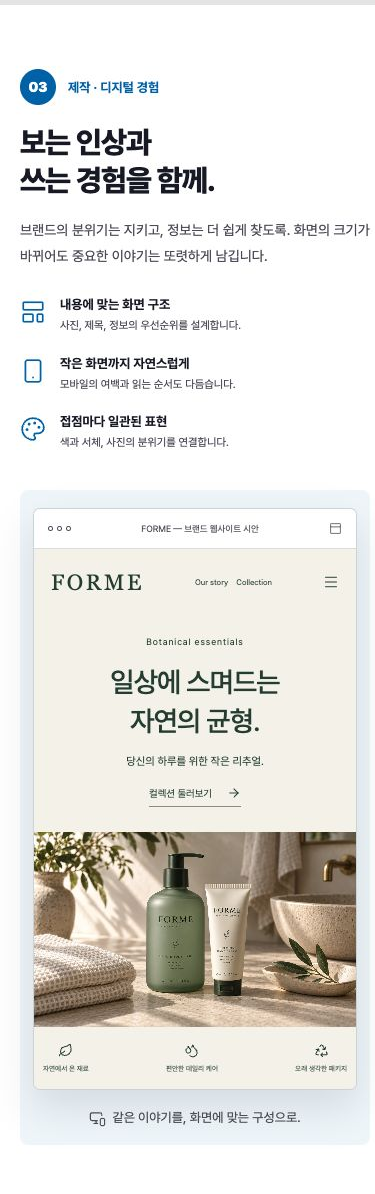 03
제작 · 디지털 경험
보는 인상과
쓰는 경험을 함께.
브랜드의 분위기는 지키고, 정보는 더 쉽게 찾도록. 화면의 크기가
바뀌어도 중요한 이야기는 또렷하게 남깁니다.
내용에 맞는 화면 구조
사진, 제목, 정보의 우선순위를 설계합니다.
작은 화면까지 자연스럽게
모바일의 여백과 읽는 순서도 다듬습니다.
접점마다 일관된 표현
색과 서체, 사진의 분위기를 연결합니다.
FORME — 브랜드 웹사이트 시안
FORME
Our story Collection
Botanical essentials
일상에 스며드는
자연의 균형.
당신의 하루를 위한 작은 리추얼.
컬렉션 둘러보기
FORME
FORME
자연에서 온 재료
편안한 데일리 케어
오래 생각한 패키지
같은 이야기를, 화면에 맞는 구성으로.